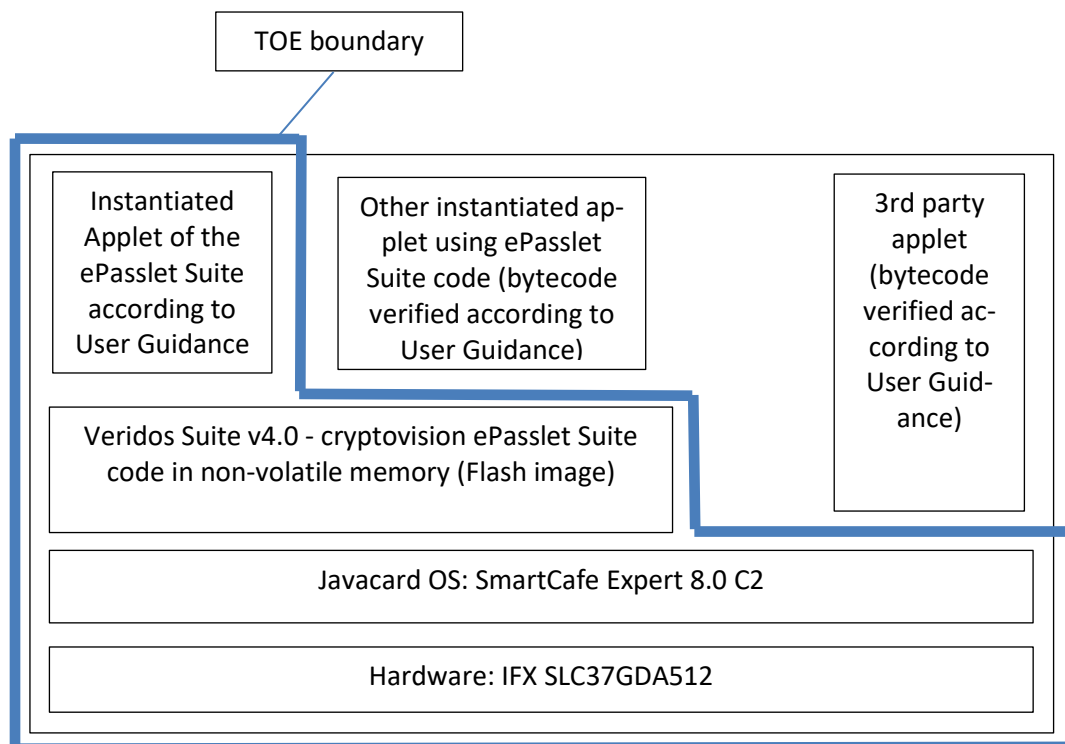 TOE boundary
Instantiated
Applet of the
ePasslet Suite
according to
User Guidance
Other instantiated ap-
plet using ePasslet
Suite code (bytecode
verified according to
User Guidance)
3rd party
applet
(bytecode
verified ac-
cording to
User Guid-
ance)
Veridos Suite v4.0 - cryptovision ePasslet Suite
code in non-volatile memory (Flash image)
Javacard OS: SmartCafe Expert 8.0 C2
Hardware: IFX SLC37GDA512